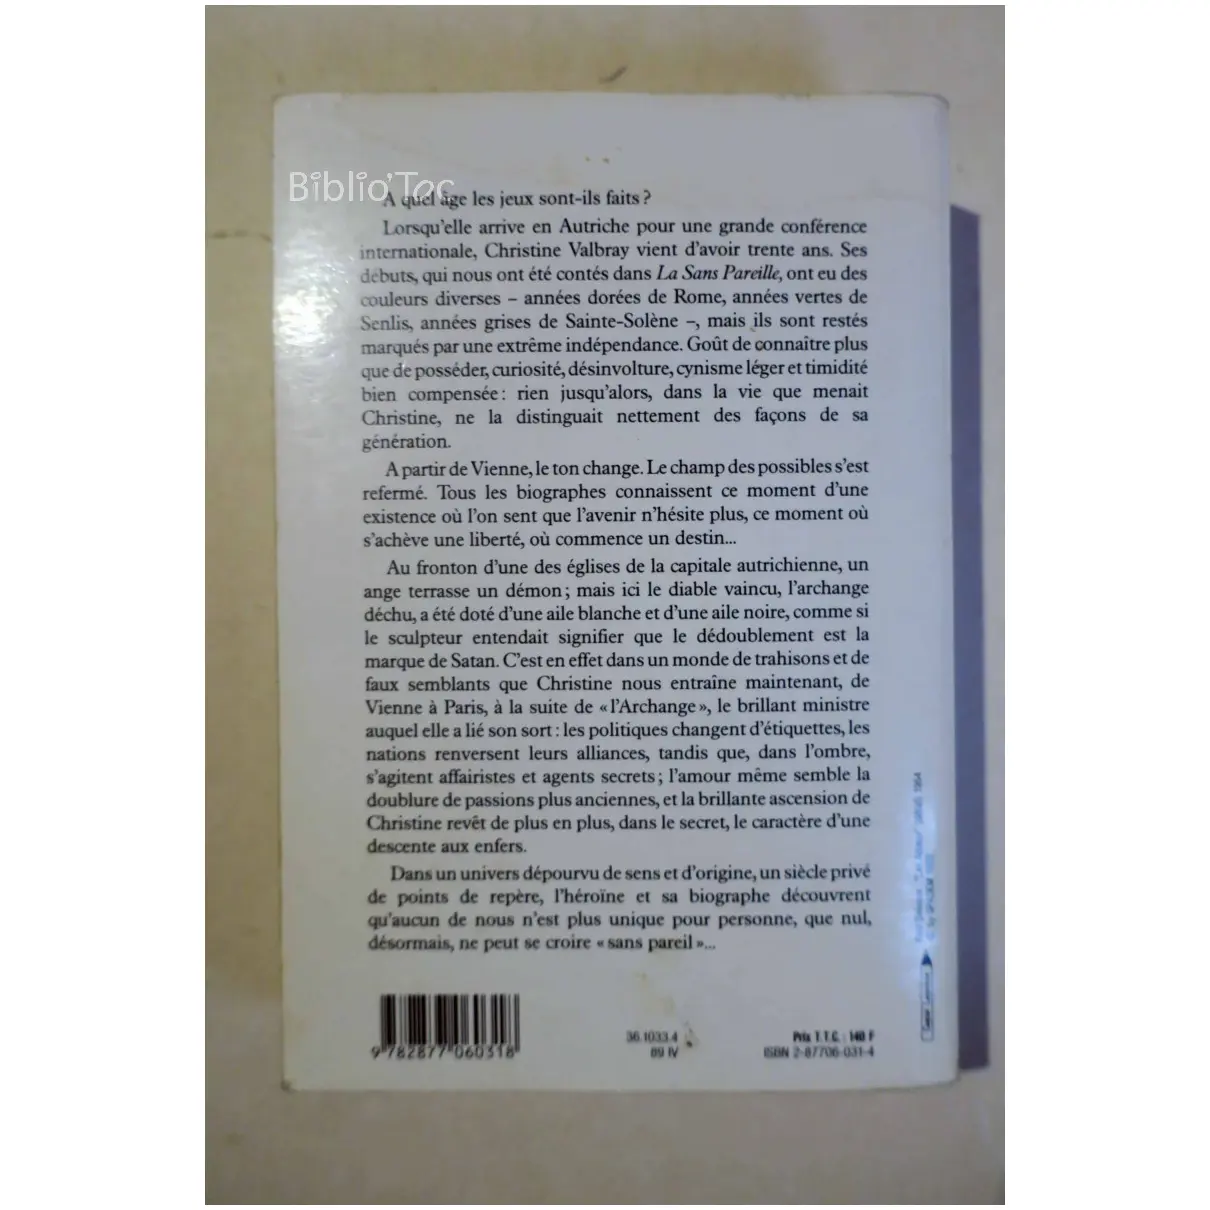 Biblio'Tac
A quel âge les jeux sont-ils faits ?
Lorsqu'elle arrive en Autriche pour une grande conférence
internationale, Christine Valbray vient d'avoir trente ans. Ses
débuts, qui nous ont été contés dans La Sans Pareille, ont eu des
couleurs diverses – années dorées de Rome, années vertes de
Senlis, années grises de Sainte-Solène –, mais ils sont restés
marqués par une extrême indépendance. Goût de connaître plus
que de posséder, curiosité, désinvolture, cynisme léger et timidité
bien compensée : rien jusqu'alors, dans la vie que menait
Christine, ne la distinguait nettement des façons de sa
génération.
A partir de Vienne, le ton change. Le champ des possibles s'est
refermé. Tous les biographes connaissent ce moment d'une
existence où l'on sent que l'avenir n'hésite plus, ce moment où
s'achève une liberté, où commence un destin...
Au fronton d'une des églises de la capitale autrichienne, un
ange terrasse un démon ; mais ici le diable vaincu, l'archange
déchu, a été doté d'une aile blanche et d'une aile noire, comme si
le sculpteur entendait signifier que le dédoublement est la
marque de Satan. C'est en effet dans un monde de trahisons et de
faux semblants que Christine nous entraîne maintenant, de
Vienne à Paris, à la suite de « l'Archange », le brillant ministre
auquel elle a lié son sort : les politiques changent d'étiquettes, les
nations renversent leurs alliances, tandis que, dans l'ombre,
s'agitent affairistes et agents secrets ; l'amour même semble la
doublure de passions plus anciennes, et la brillante ascension de
Christine revêt de plus en plus, dans le secret, le caractère d'une
descente aux enfers.
Dans un univers dépourvu de sens et d'origine, un siècle privé
de points de repère, l'héroïne et sa biographe découvrent
qu'aucun de nous n'est plus unique pour personne, que nul,
désormais, ne peut se croire « sans pareil »...
9 782877 060318
36.1033.4
89 IV
Prix T.T.C. : 140 F
ISBN 2-87706-031-4